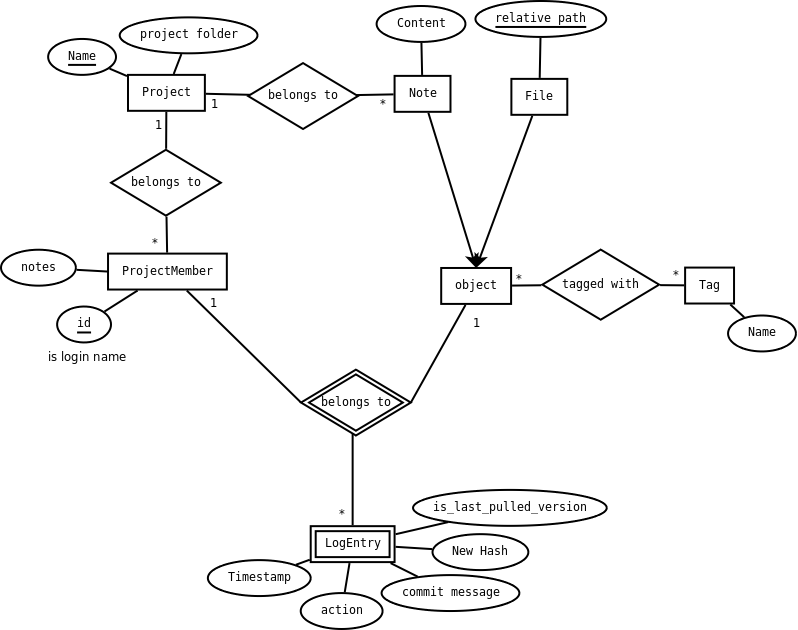 Content
relative path
project folder
Name
Project
belongs to
Note
File
1
*
1
belongs to
*
notes
ProjectMember
object
*
tagged with
*
Tag
1
id
1
Name
is login name
belongs to
*
is_last_pulled_version
LogEntry
New Hash
Timestamp
commit message
action